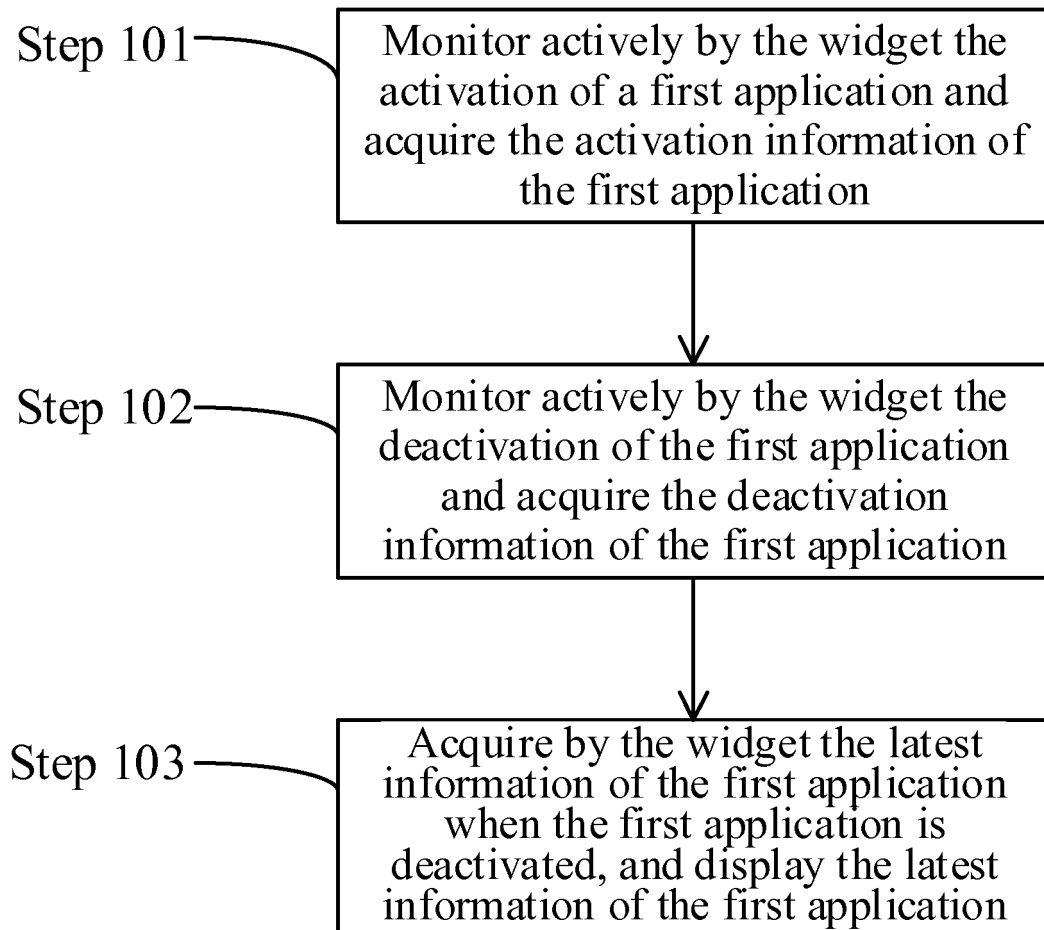 Step 101
Monitor actively by the widget the
activation of a first application and
acquire the activation information of
the first application
Step 102
Monitor actively by the widget the
deactivation of the first application
and acquire the deactivation
information of the first application
Step 103
Acquire by the widget the latest
information of the first application
when the first application is
deactivated, and display the latest
information of the first application